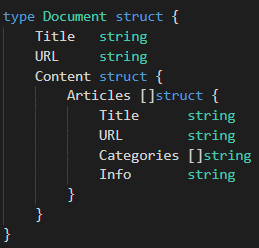 type Document struct {
    Title   string
    URL     string
    Content struct {
        Articles []struct {
            Title      string
            URL        string
            Categories []string
            Info       string
        }
    }
}